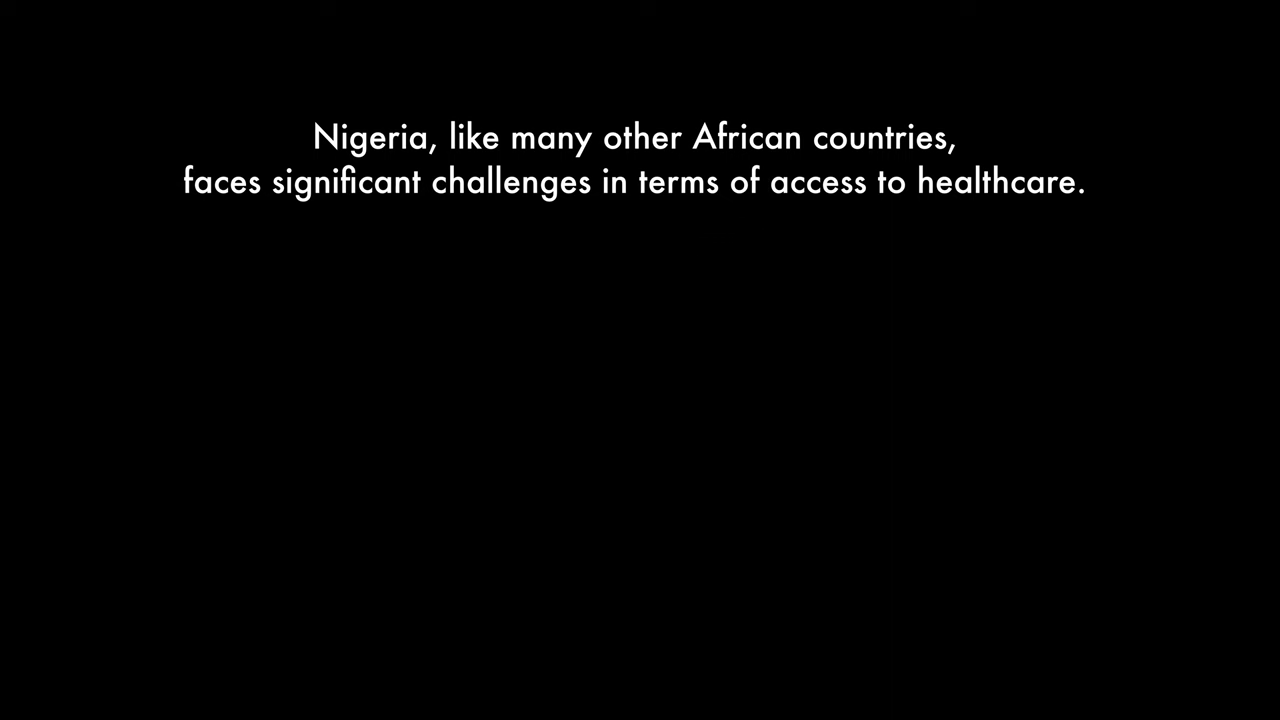 Nigeria, like many other African countries,
faces significant challenges in terms of access to healthcare.